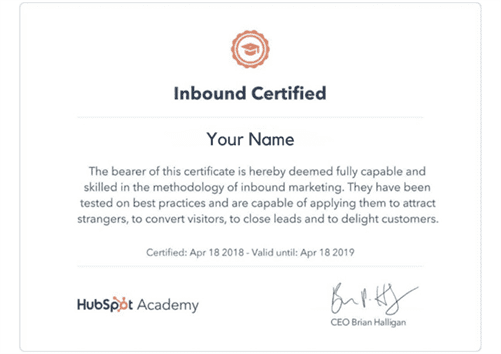 Inbound Certified
Your Name
The bearer of this certificate is hereby deemed fully capable and
skilled in the methodology of inbound marketing. They have been
tested on best practices and are capable of applying them to attract
strangers, to convert visitors, to close leads and to delight customers.
Certified: Apr 18 2018 - Valid until: Apr 18 2019
HubSpot Academy
CEO Brian Halligan